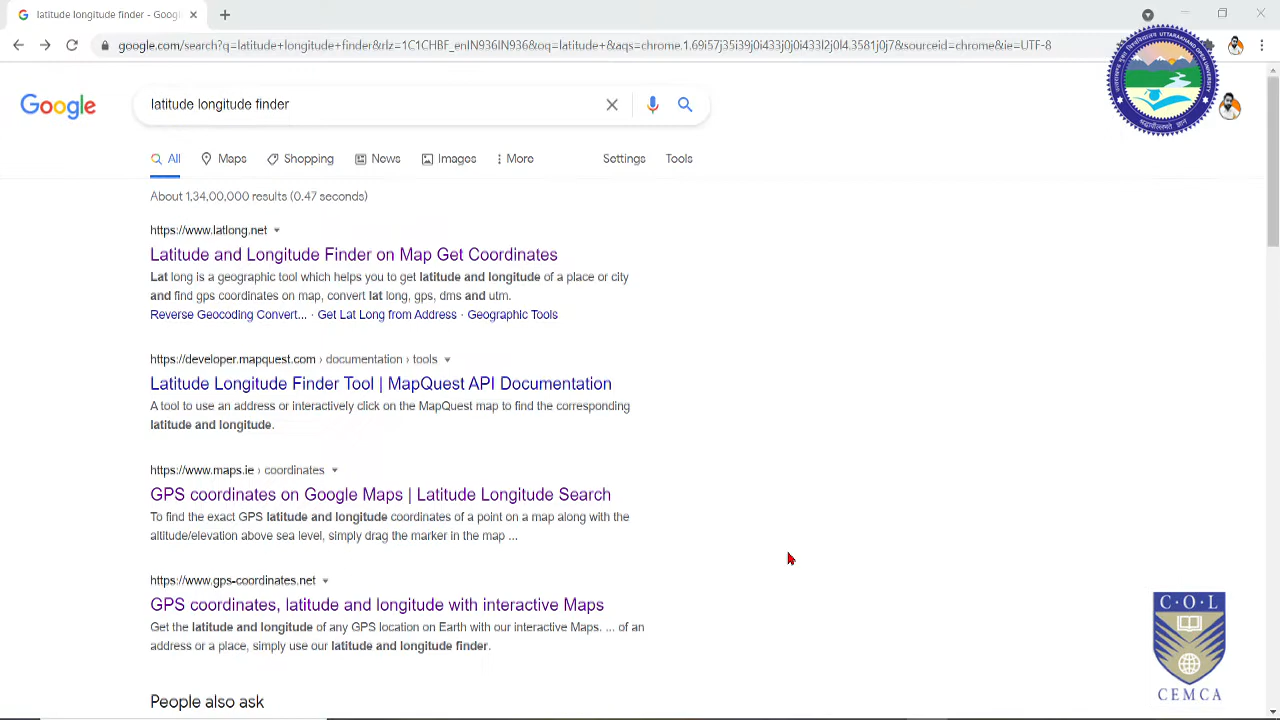 latitude longitude finder - Googl
google.com/search?q=latitude+longitude+finder&rlz=1C1CHBF_enIN936IN936&oq=latitude+&aqs=chrome.1.69i57j35i39j0i433j0j0i433l2j0l4.3581j0j7&sourceid=chrome&ie=UTF-8
Google
latitude longitude finder
All
Maps
Shopping
News
Images
More
Settings
Tools
About 1,34,00,000 results (0.47 seconds)
https://www.latlong.net
Latitude and Longitude Finder on Map Get Coordinates
Lat long is a geographic tool which helps you to get latitude and longitude of a place or city
and find gps coordinates on map, convert lat long, gps, dms and utm.
Reverse Geocoding Convert... · Get Lat Long from Address · Geographic Tools
https://developer.mapquest.com › documentation › tools
Latitude Longitude Finder Tool | MapQuest API Documentation
A tool to use an address or interactively click on the MapQuest map to find the corresponding
latitude and longitude.
https://www.maps.ie › coordinates
GPS coordinates on Google Maps | Latitude Longitude Search
To find the exact GPS latitude and longitude coordinates of a point on a map along with the
altitude/elevation above sea level, simply drag the marker in the map ...
https://www.gps-coordinates.net
GPS coordinates, latitude and longitude with interactive Maps
Get the latitude and longitude of any GPS location on Earth with our interactive Maps. ... of an
address or a place, simply use our latitude and longitude finder.
People also ask
UTTARAKHAND OPEN UNIVERSITY
C·O·L
CEMCA